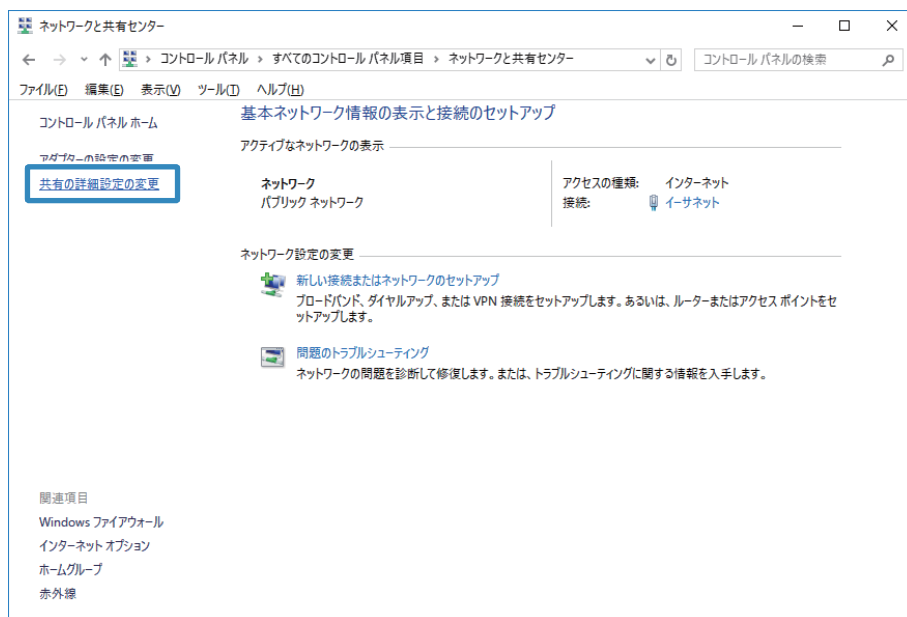 ネットワークと共有センター
コントロール パネル › すべてのコントロール パネル項目 › ネットワークと共有センター
コントロール パネルの検索
ファイル(F) 編集(E) 表示(V) ツール(T) ヘルプ(H)
コントロール パネル ホーム
アダプターの設定の変更
共有の詳細設定の変更
基本ネットワーク情報の表示と接続のセットアップ
アクティブなネットワークの表示
ネットワーク
パブリック ネットワーク
アクセスの種類: インターネット
接続: イーサネット
ネットワーク設定の変更
新しい接続またはネットワークのセットアップ
ブロードバンド、ダイヤルアップ、または VPN 接続をセットアップします。あるいは、ルーターまたはアクセス ポイントをセ
ットアップします。
問題のトラブルシューティング
ネットワークの問題を診断して修復します。または、トラブルシューティングに関する情報を入手します。
関連項目
Windows ファイアウォール
インターネット オプション
ホームグループ
赤外線